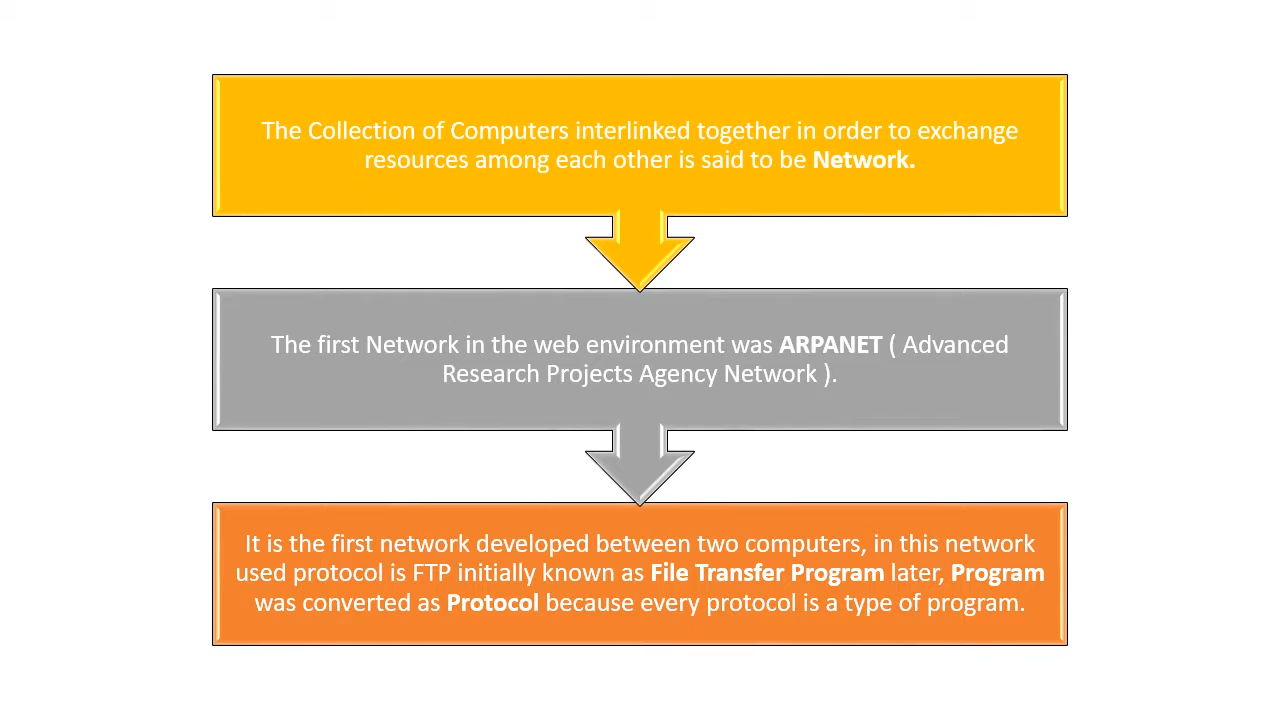 The Collection of Computers interlinked together in order to exchange
resources among each other is said to be Network.
The first Network in the web environment was ARPANET ( Advanced
Research Projects Agency Network ).
It is the first network developed between two computers, in this network
used protocol is FTP initially known as File Transfer Program later, Program
was converted as Protocol because every protocol is a type of program.